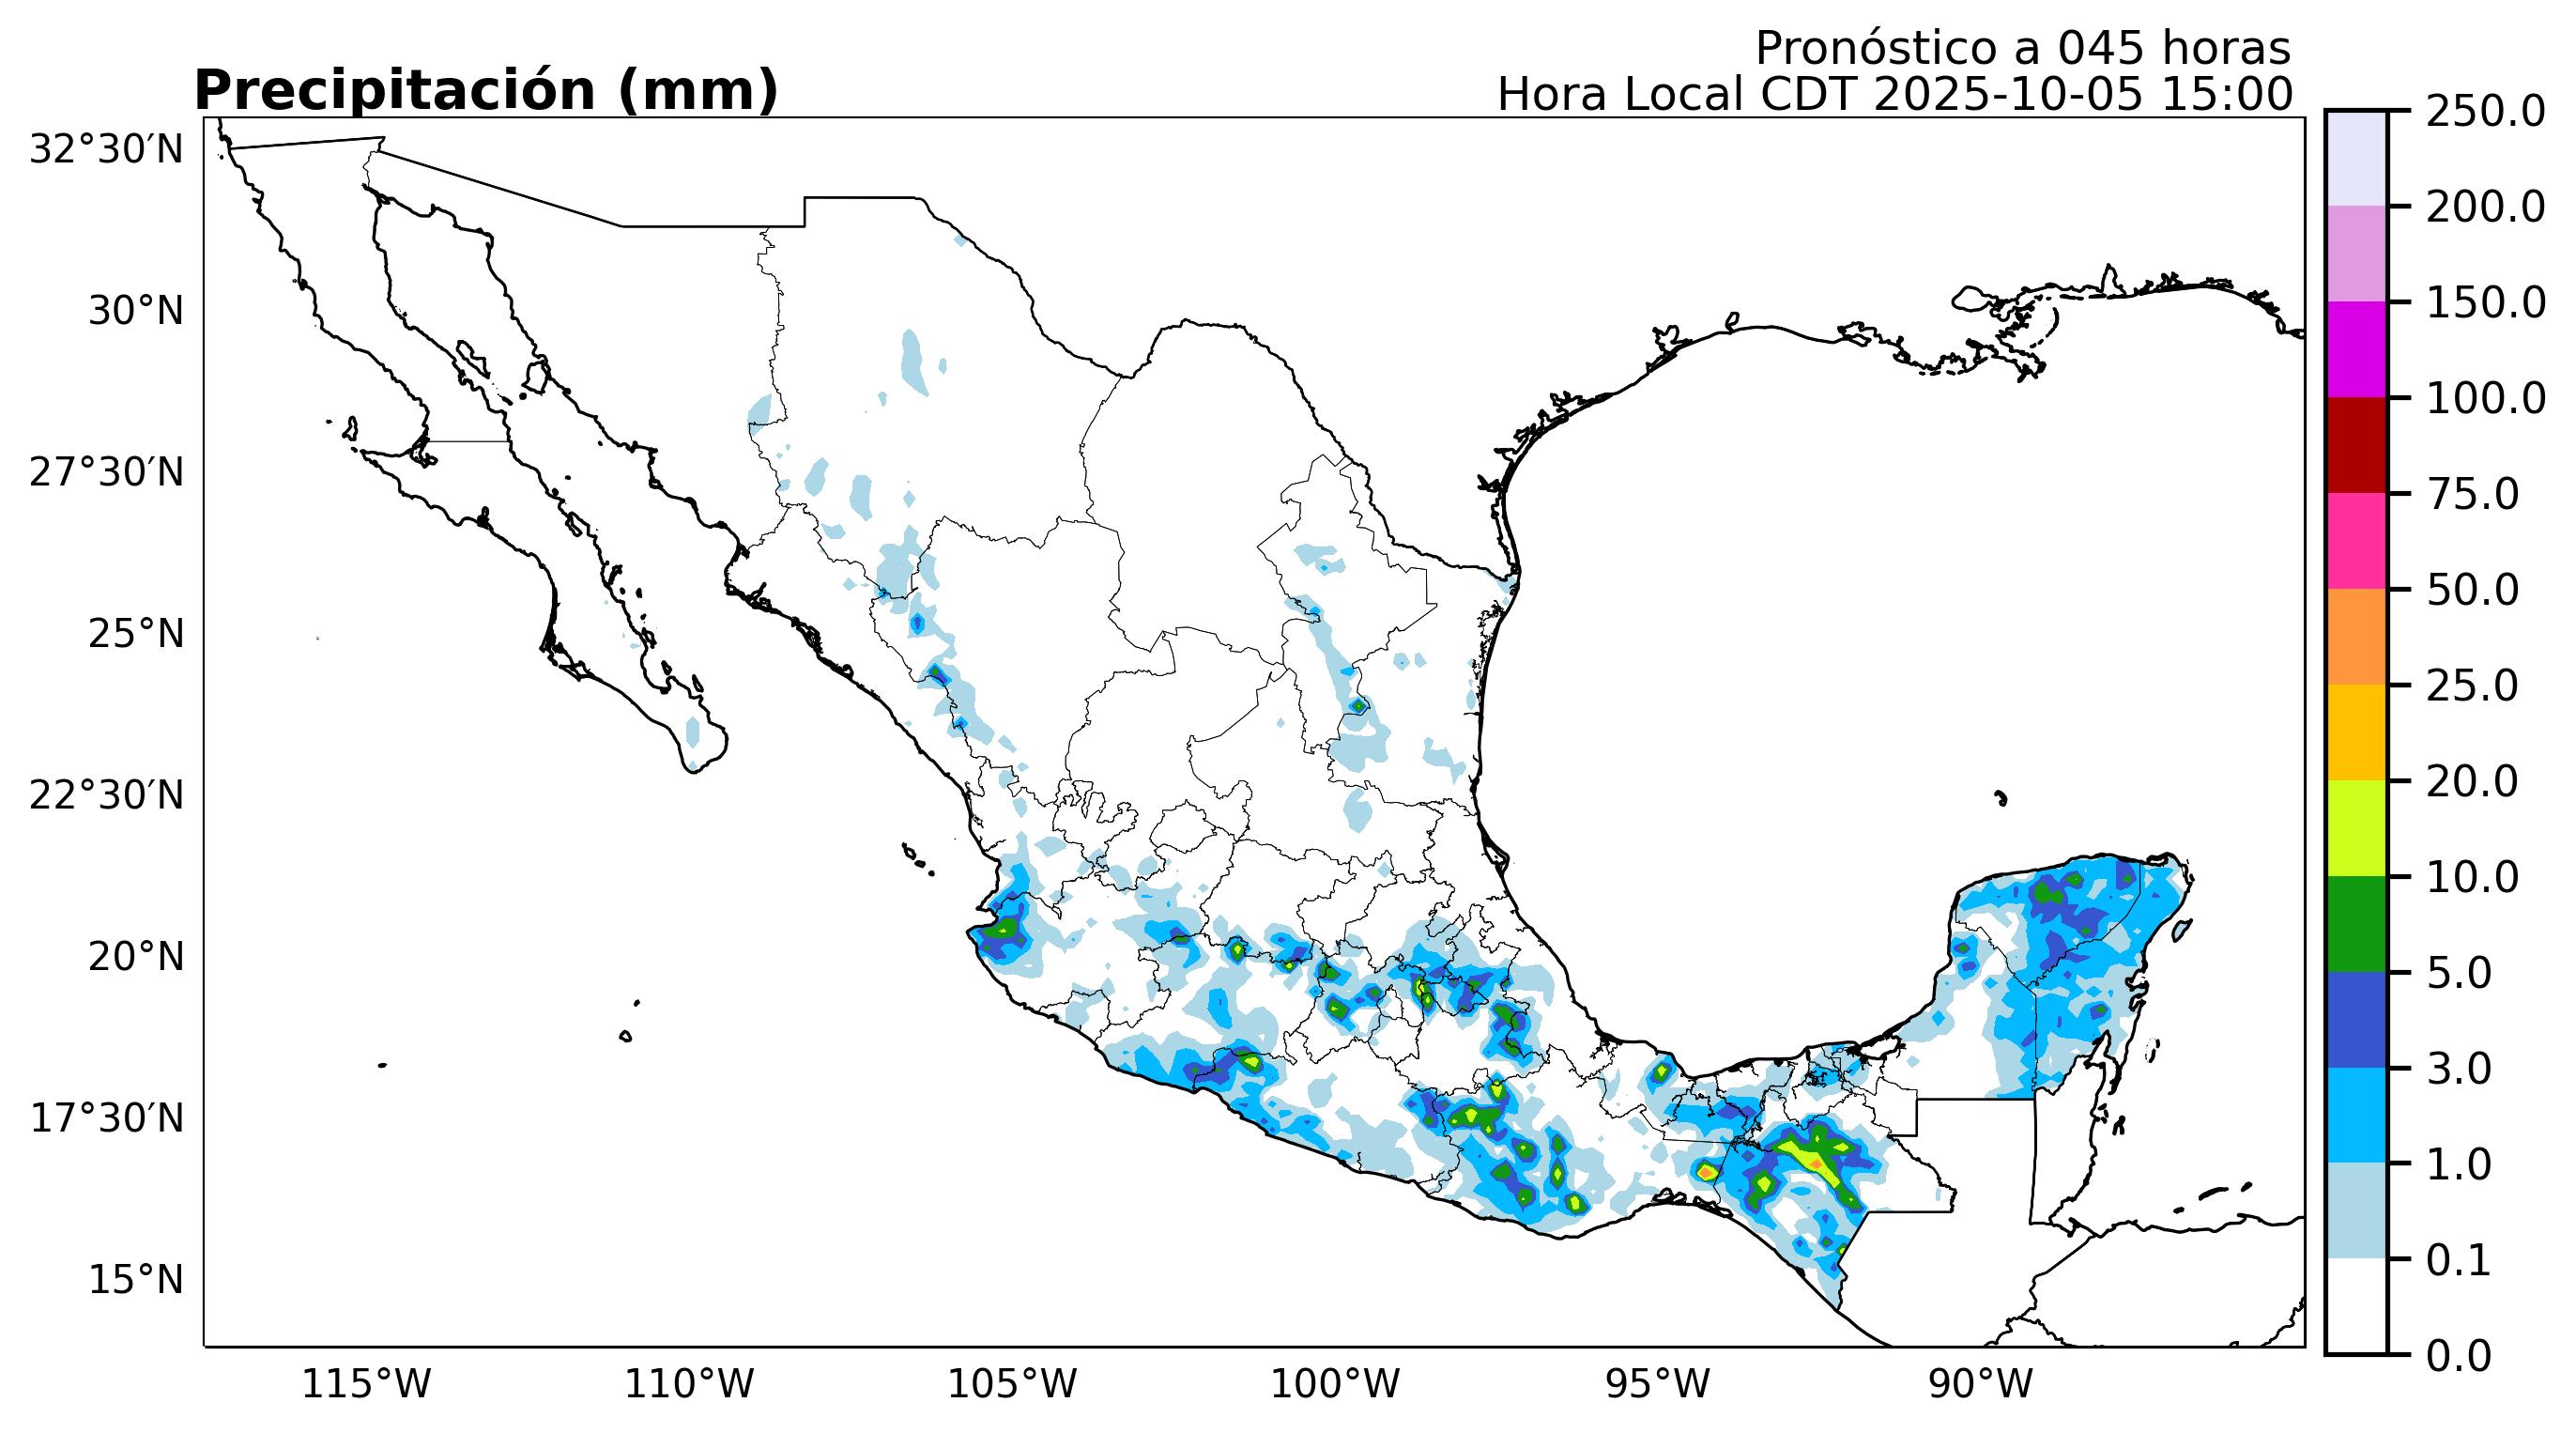 Pronóstico a 045 horas
Precipitación (mm)
Hora Local CDT 2025-10-05 15:00
32°30′N
30°N
27°30′N
25°N
22°30′N
20°N
17°30′N
15°N
115°W
110°W
105°W
100°W
95°W
90°W
250.0
200.0
150.0
100.0
75.0
50.0
25.0
20.0
10.0
5.0
3.0
1.0
0.1
0.0